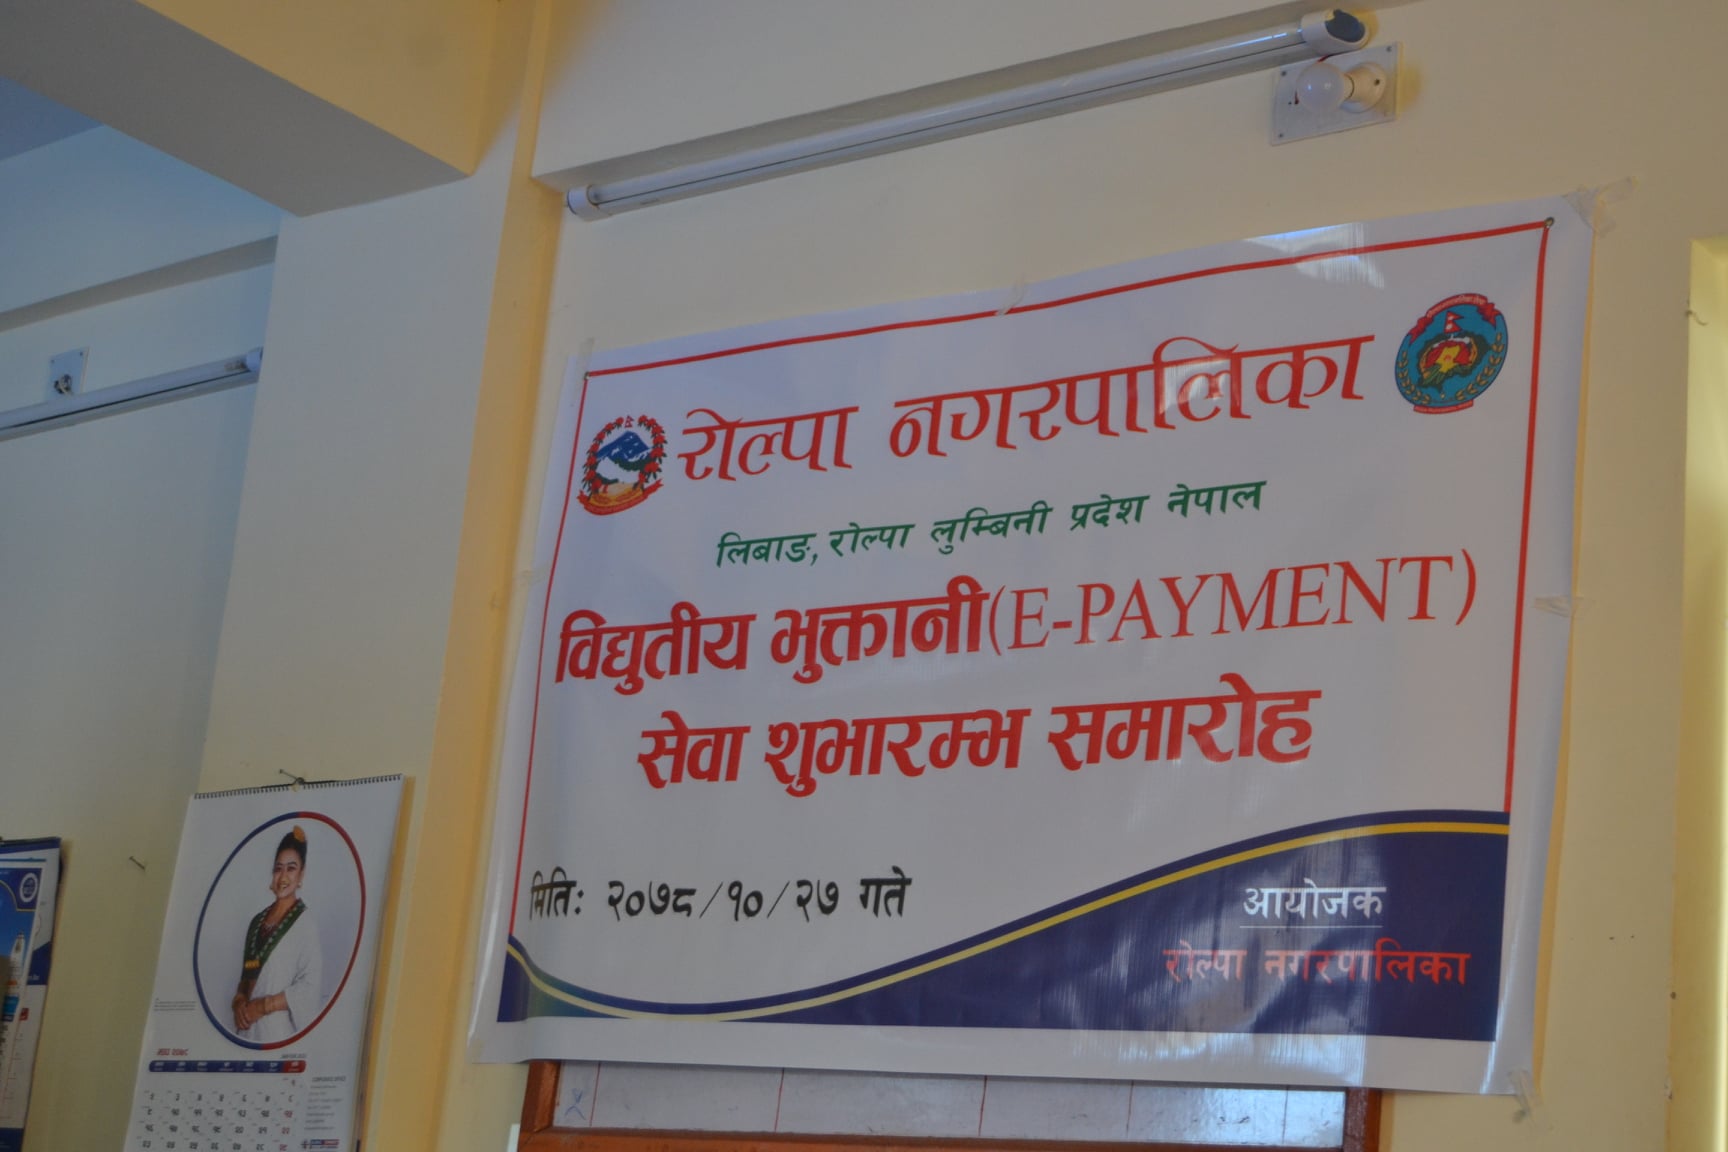 रोल्पा नगरपालिका
लिबाङ, रोल्पा लुम्बिनी प्रदेश नेपाल
विद्युतीय भुक्तानी(E-PAYMENT)
सेवा शुभारम्भ समारोह
मिति: २०७८/१०/२७ गते
आयोजक
रोल्पा नगरपालिका